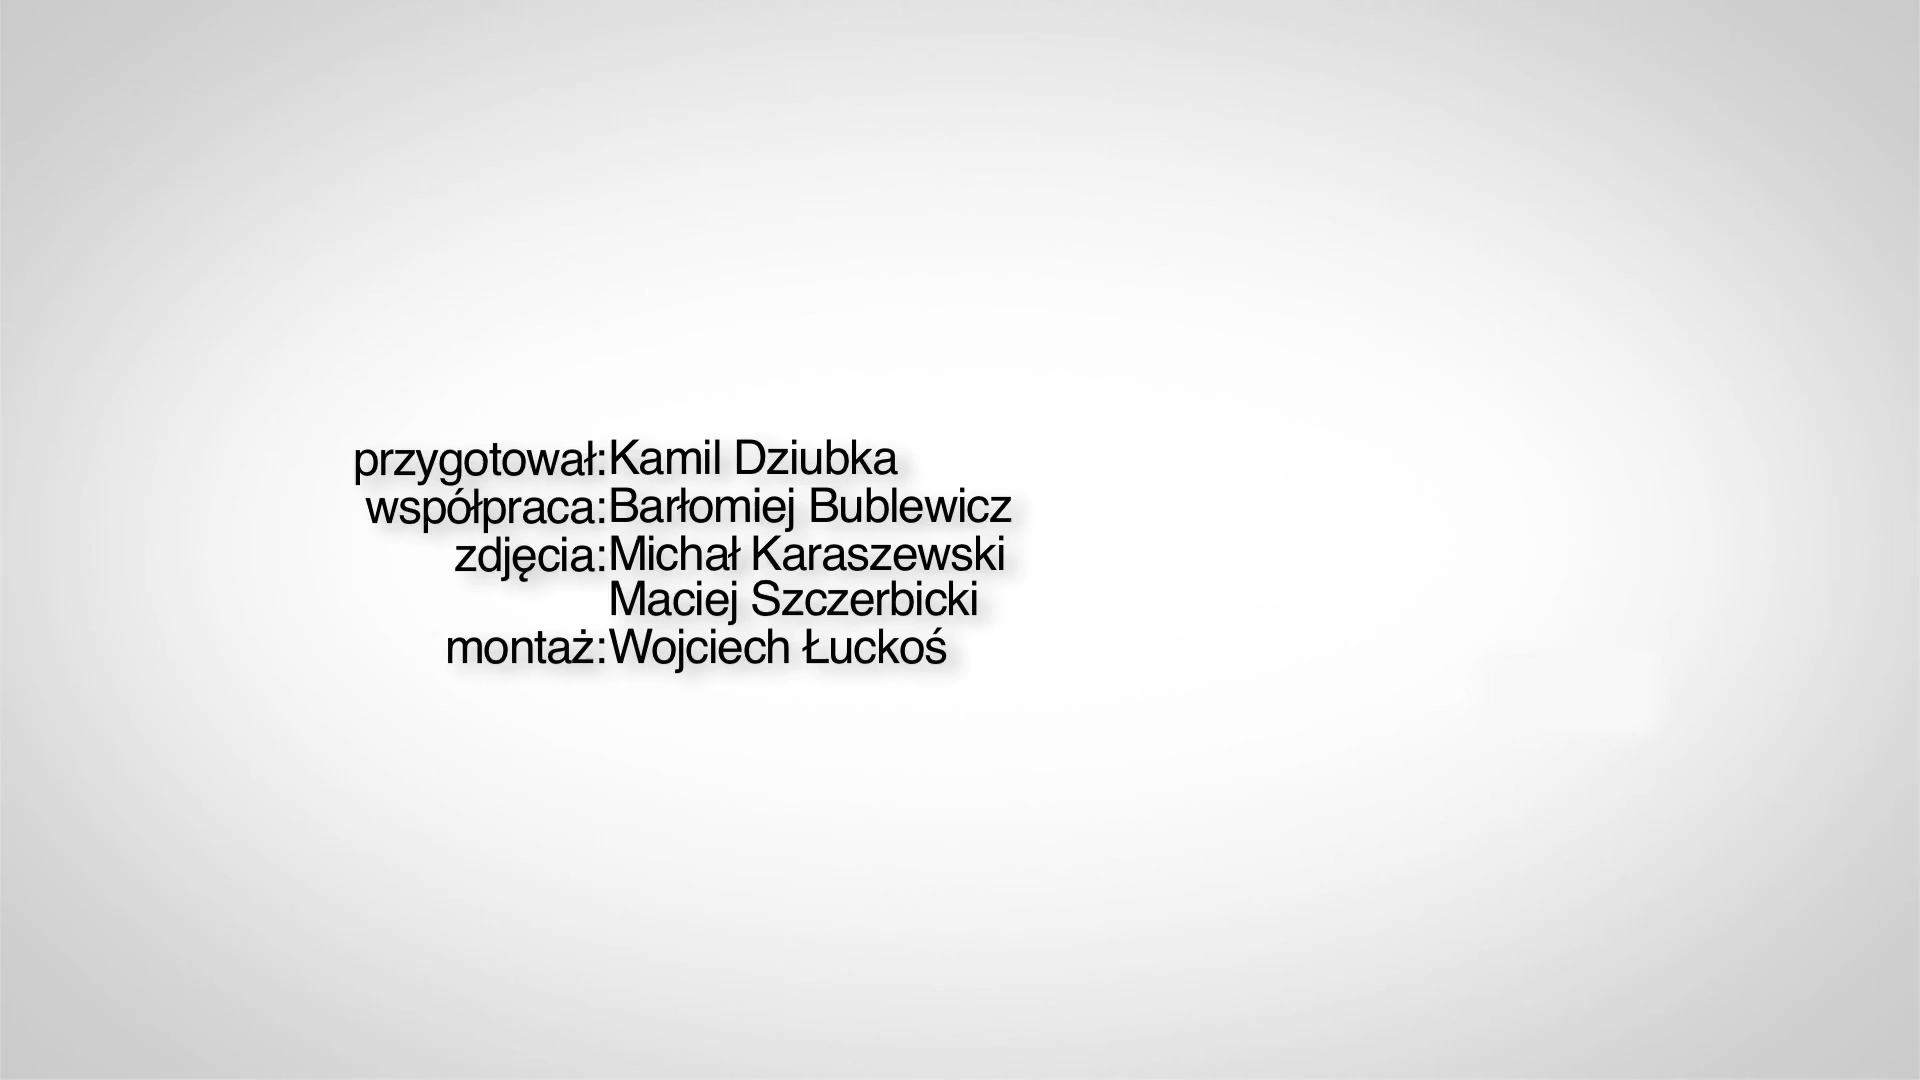 przygotował:Kamil Dziubka
współpraca:Barłomiej Bublewicz
zdjęcia:Michał Karaszewski
Maciej Szczerbicki
montaż:Wojciech Łuckoś